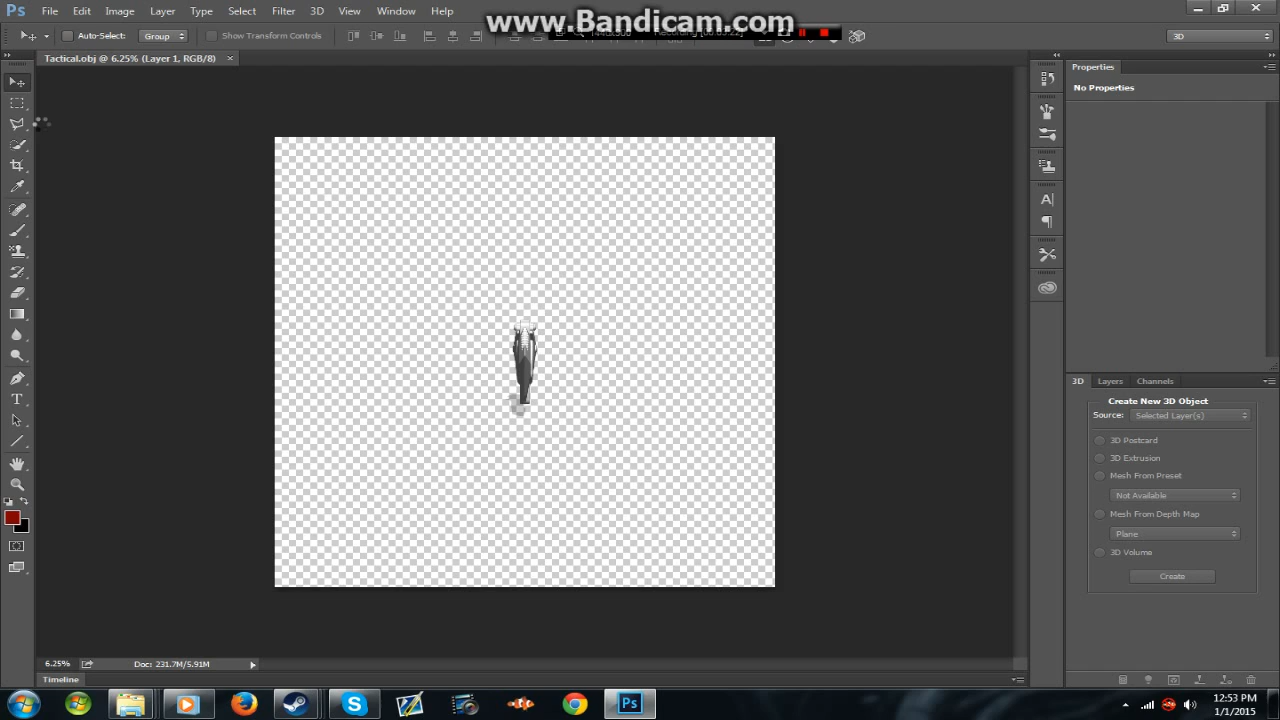 Ps File Edit Image Layer Type Select Filter 3D View Window Help
www.Bandicam.com
Auto-Select: Group Show Transform Controls
3D
Tactical.obj @ 6.25% (Layer 1, RGB/8) ×
Properties
No Properties
3D Layers Channels
Create New 3D Object
Source: Selected Layer(s)
3D Postcard
3D Extrusion
Mesh From Preset
Not Available
Mesh From Depth Map
Plane
3D Volume
Create
6.25% Doc: 231.7M/5.91M
Timeline
12:53 PM
1/1/2015